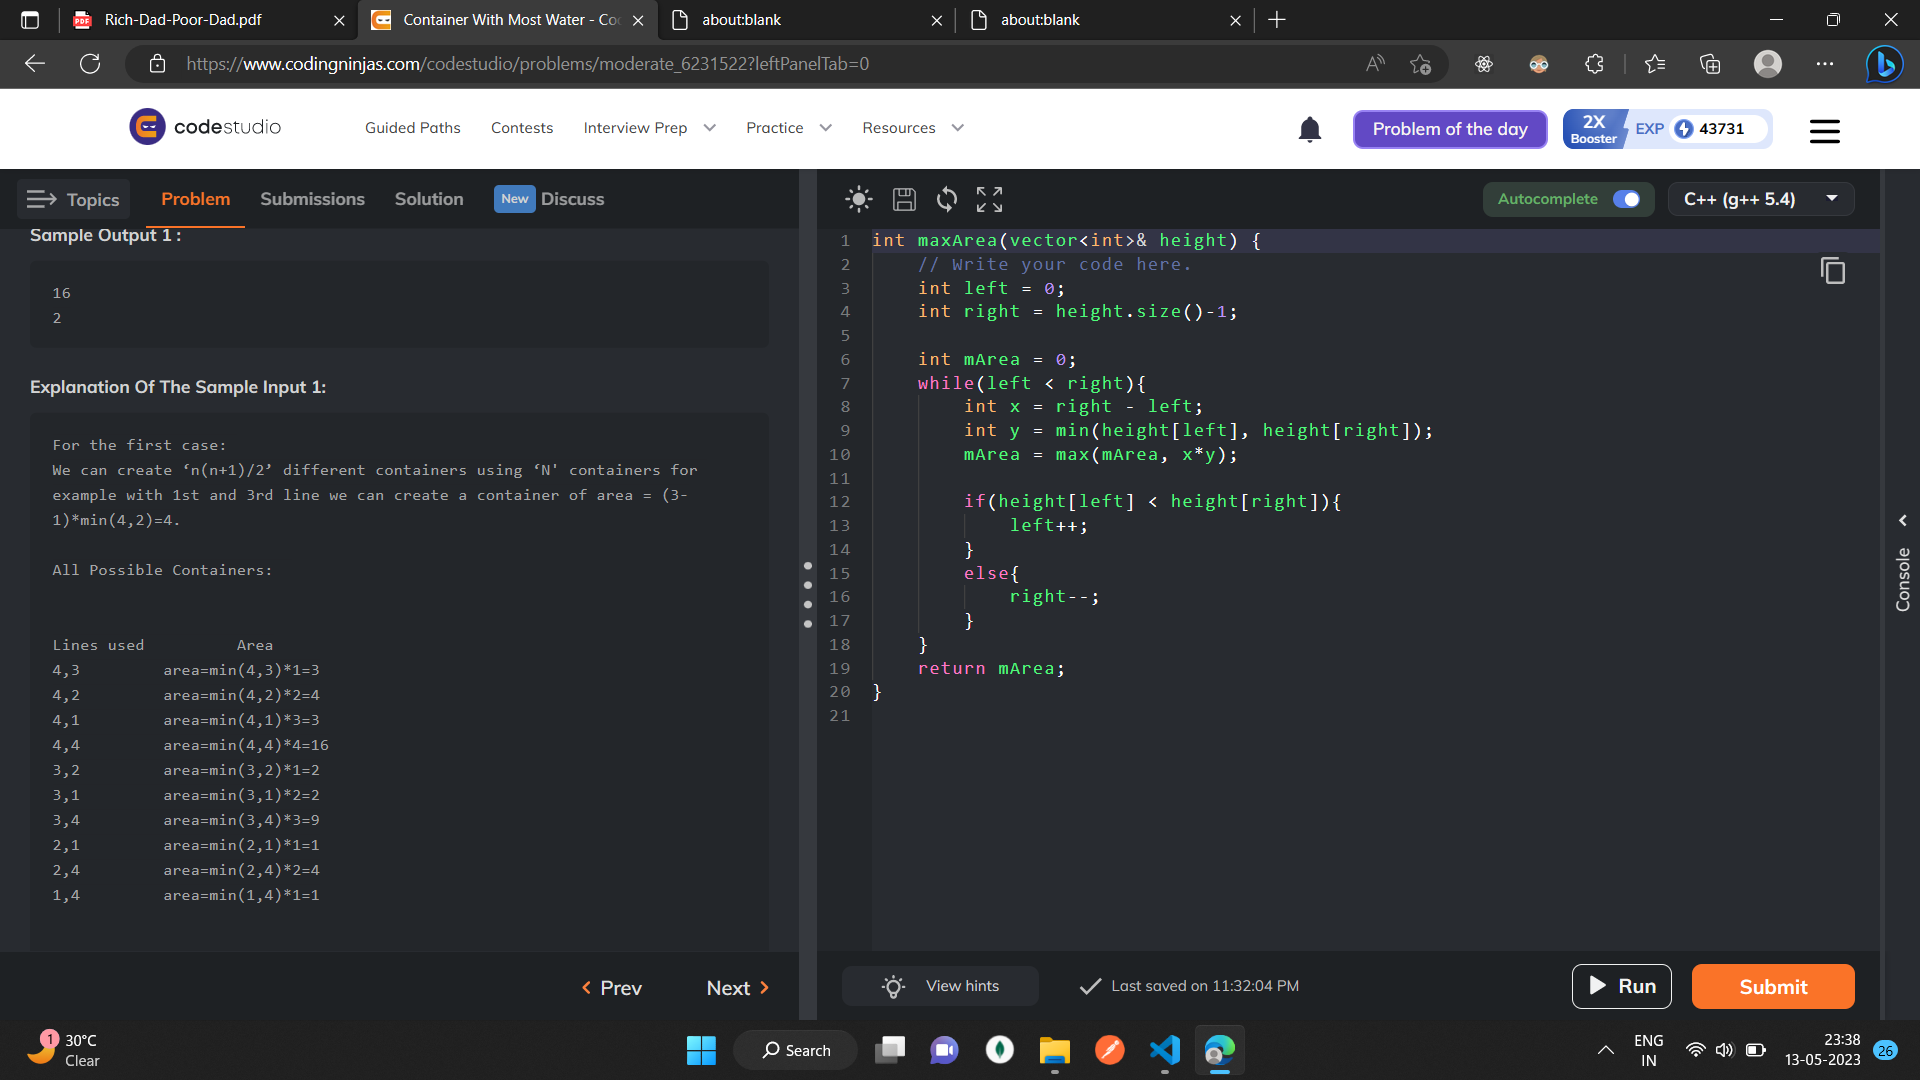 Rich-Dad-Poor-Dad.pdf
Container With Most Water - Co
about:blank
about:blank
https://www.codingninjas.com/codestudio/problems/moderate_6231522?leftPanelTab=0
codestudio
Guided Paths
Contests
Interview Prep
Practice
Resources
Problem of the day
2X
Booster
EXP
43731
Topics
Problem
Submissions
Solution
New
Discuss
Autocomplete
C++ (g++ 5.4)
Sample Output 1 :
16
2
Explanation Of The Sample Input 1:
For the first case:
We can create ‘n(n+1)/2’ different containers using ‘N' containers for
example with 1st and 3rd line we can create a container of area = (3-
1)*min(4,2)=4.
All Possible Containers:
Lines used Area
4,3 area=min(4,3)*1=3
4,2 area=min(4,2)*2=4
4,1 area=min(4,1)*3=3
4,4 area=min(4,4)*4=16
3,2 area=min(3,2)*1=2
3,1 area=min(3,1)*2=2
3,4 area=min(3,4)*3=9
2,1 area=min(2,1)*1=1
2,4 area=min(2,4)*2=4
1,4 area=min(1,4)*1=1
Prev
Next
1 int maxArea(vector<int>& height) {
2 // Write your code here.
3 int left = 0;
4 int right = height.size()-1;
5
6 int mArea = 0;
7 while(left < right){
8 int x = right - left;
9 int y = min(height[left], height[right]);
10 mArea = max(mArea, x*y);
11
12 if(height[left] < height[right]){
13 left++;
14 }
15 else{
16 right--;
17 }
18 }
19 return mArea;
20 }
21
Console
View hints
Last saved on 11:32:04 PM
Run
Submit
1
30°C
Clear
Search
ENG
IN
23:38
13-05-2023
26